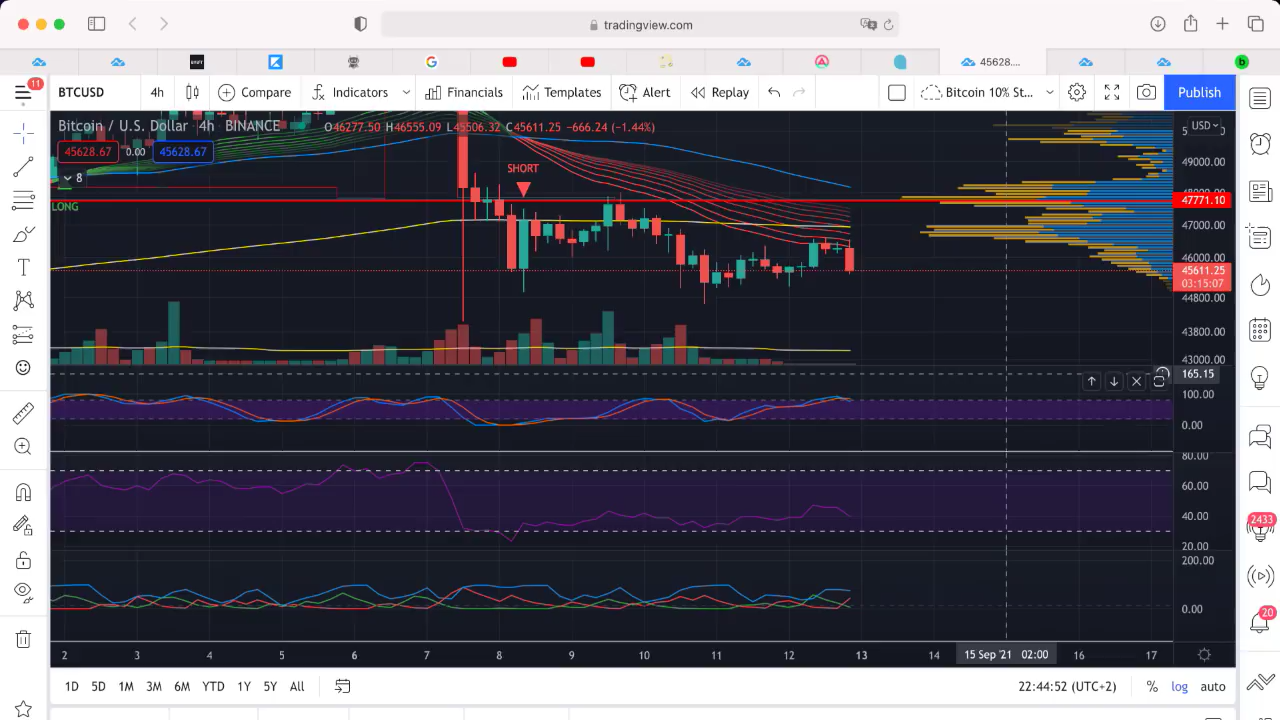 tradingview.com
45628....
b
11
BTCUSD
4h
Compare
Indicators
Financials
Templates
Alert
Replay
Bitcoin 10% St...
Publish
Bitcoin / U.S. Dollar 4h BINANCE O46277.50 H46555.09 L45506.32 C45611.25 −666.24 (−1.44%)
USD
45628.67 0.00 45628.67
49000.00
SHORT
8
48000.00
LONG
47771.10
47000.00
46000.00
45611.25
03:15:07
44800.00
43800.00
43000.00
165.15
100.00
0.00
80.00
60.00
40.00
20.00
200.00
0.00
2433
20
2 3 4 5 6 7 8 9 10 11 12 13 14 15 Sep '21 02:00 16 17
1D 5D 1M 3M 6M YTD 1Y 5Y All
22:44:52 (UTC+2) % log auto